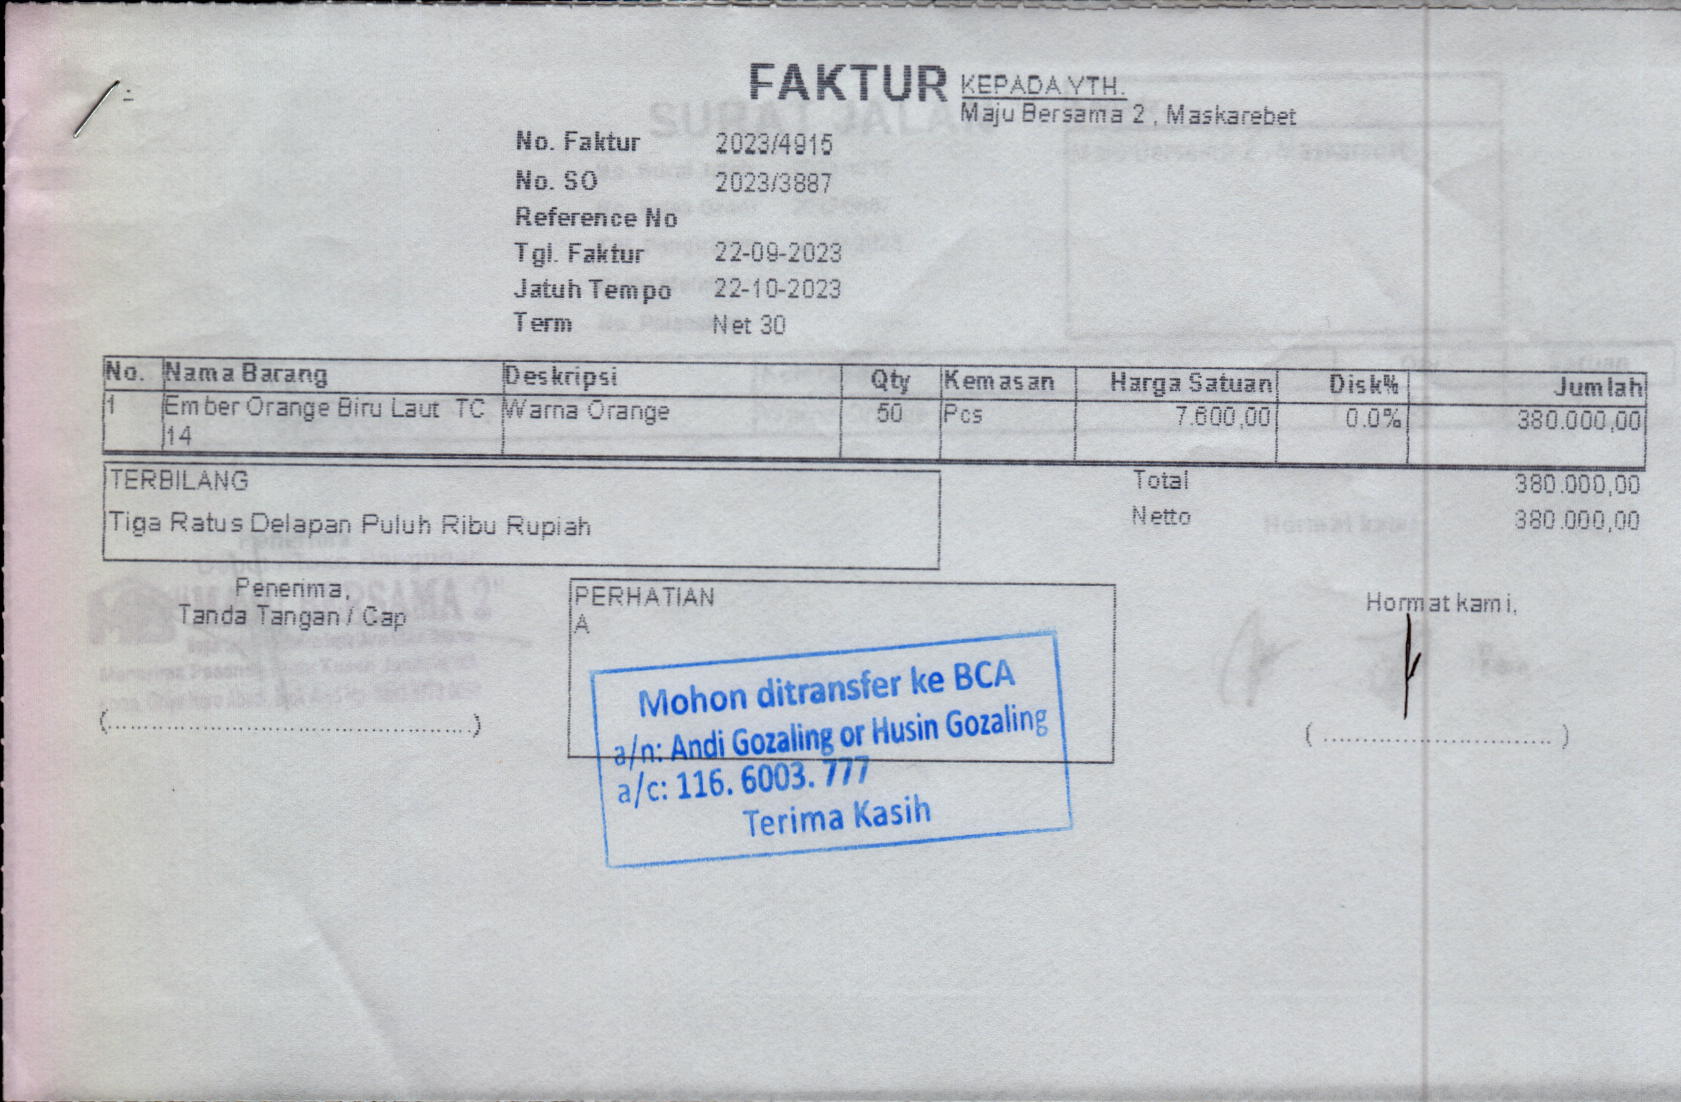 FAKTUR
KEPADA YTH.
Maju Bersama 2, Maskarebet
No. Faktur 2023/4915
No. SO 2023/3887
Reference No
Tgl. Faktur 22-09-2023
Jatuh Tempo 22-10-2023
Term Net 30
No. Nama Barang Deskripsi Qty Kemasan Harga Satuan Disk% Jumlah
1 Ember Orange Biru Laut TC Warna Orange 50 Pcs 7.600,00 0.0% 380.000,00
14
TERBILANG
Tiga Ratus Delapan Puluh Ribu Rupiah
Total 380.000,00
Netto 380.000,00
Penerima,
Tanda Tangan / Cap
(................................................)
PERHATIAN
A
Mohon ditransfer ke BCA
a/n: Andi Gozaling or Husin Gozaling
a/c: 116. 6003. 777
Terima Kasih
Hormat kami,
( .............................. )